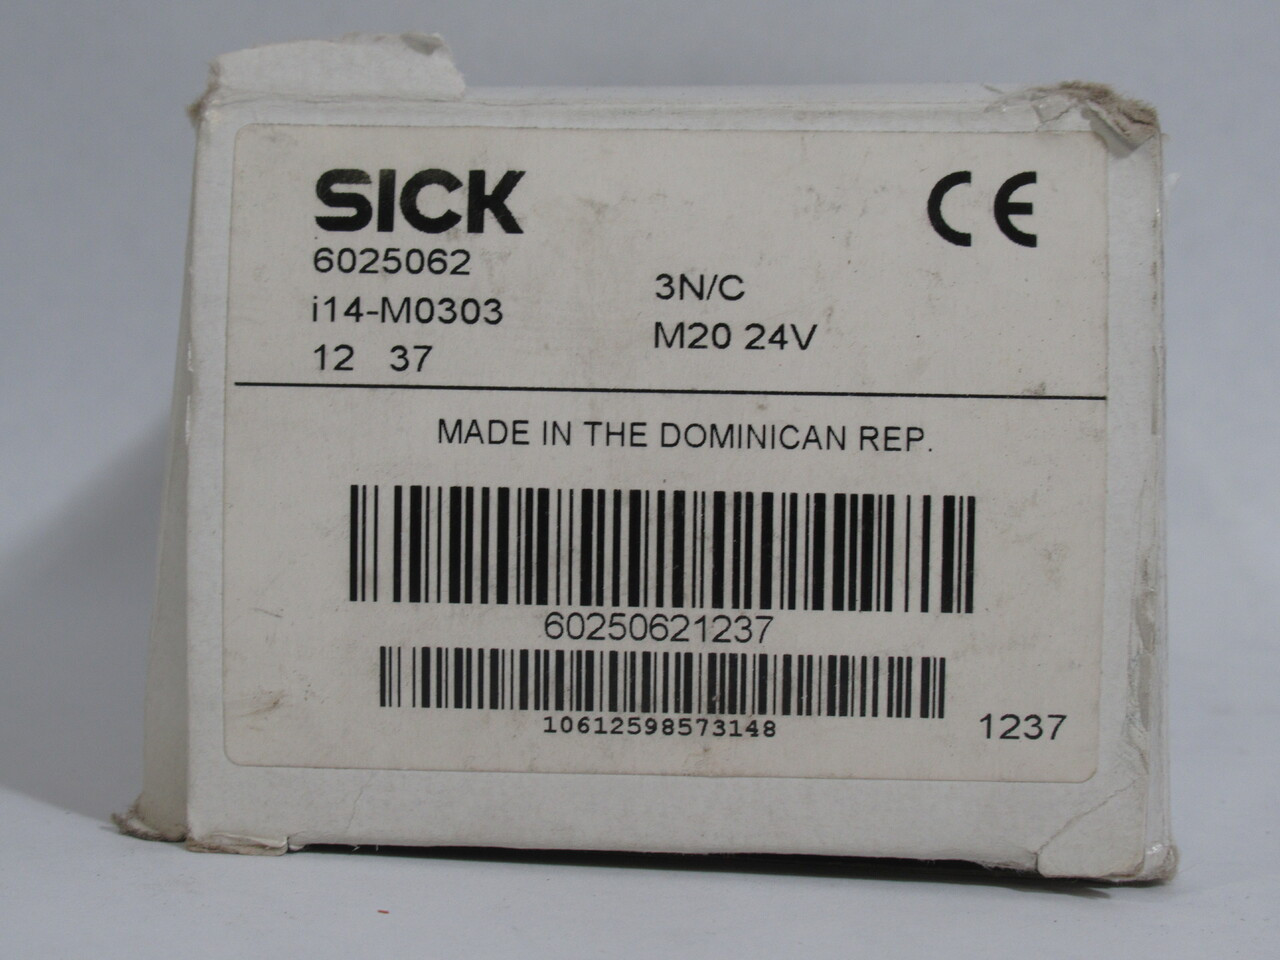 SICK
CE
6025062
i14-M0303
12 37
3N/C
M20 24V
MADE IN THE DOMINICAN REP.
60250621237
10612598573148
1237